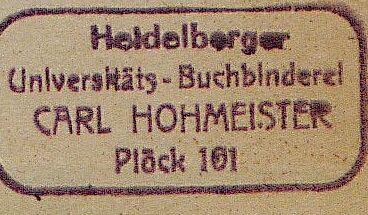 Heidelberger
Universitäts-Buchbinderei
CARL HOHMEISTER
Plöck 101